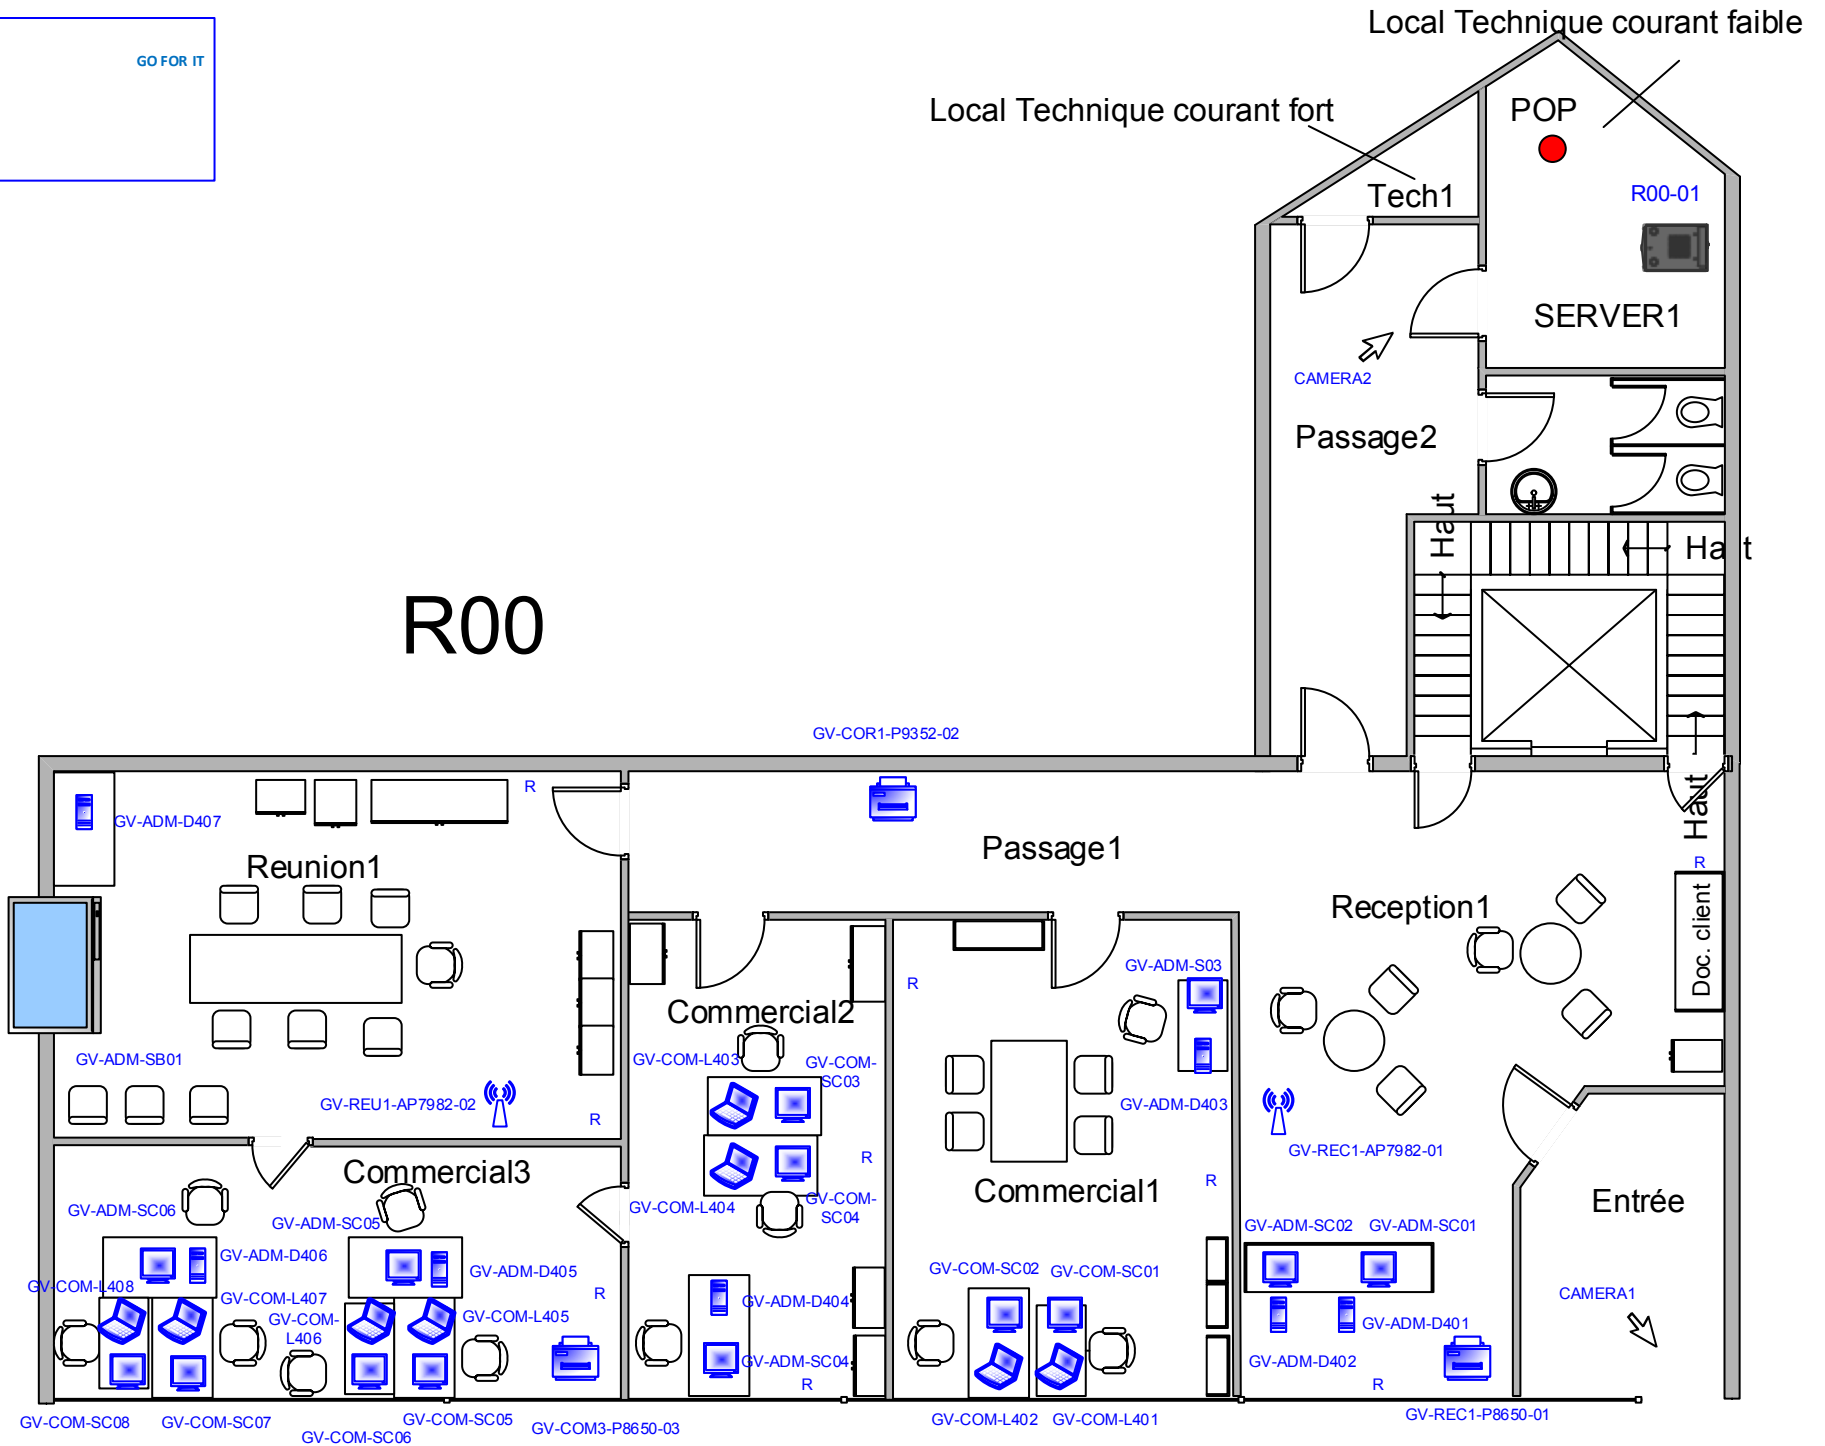 Local Technique courant faible
GO FOR IT
Local Technique courant fort
POP
Tech1
R00-01
SERVER1
CAMERA2
Passage2
Haut
Haut
R00
GV-COR1-P9352-02
Haut
R
GV-ADM-D407
Passage1
Reunion1
R
Reception1
Doc. client
GV-ADM-S03
R
Commercial2
GV-ADM-SB01
GV-COM-L403
GV-COM-
SC03
GV-REU1-AP7982-02
R
GV-ADM-D403
GV-REC1-AP7982-01
R
Commercial3
R
Commercial1
Entrée
GV-ADM-SC06
GV-ADM-SC05
GV-COM-L404
GV-COM-
SC04
GV-ADM-SC02
GV-ADM-SC01
GV-ADM-D406
GV-ADM-D405
GV-COM-SC02
GV-COM-SC01
GV-COM-L408
GV-COM-L407
R
GV-ADM-D404
CAMERA1
GV-COM-
L406
GV-COM-L405
GV-ADM-D401
GV-ADM-SC04
GV-ADM-D402
R
R
GV-COM-SC08
GV-COM-SC07
GV-COM-SC06
GV-COM-SC05
GV-COM3-P8650-03
GV-COM-L402
GV-COM-L401
GV-REC1-P8650-01